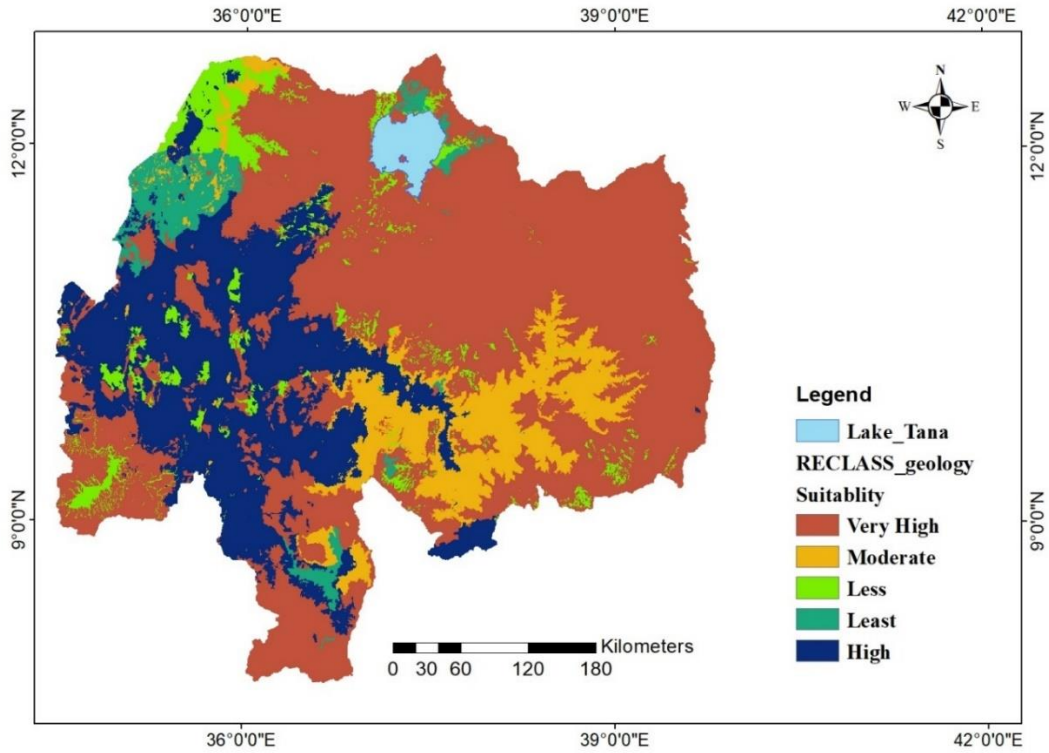 36°0'0"E 39°0'0"E 42°0'0"E
N
W E
S
12°0'0"N 12°0'0"N
9°0'0"N 9°0'0"N
Legend
Lake_Tana
RECLASS_geology
Suitablity
Very High
Moderate
Less
Least
High
Kilometers
0 30 60 120 180
36°0'0"E 39°0'0"E 42°0'0"E